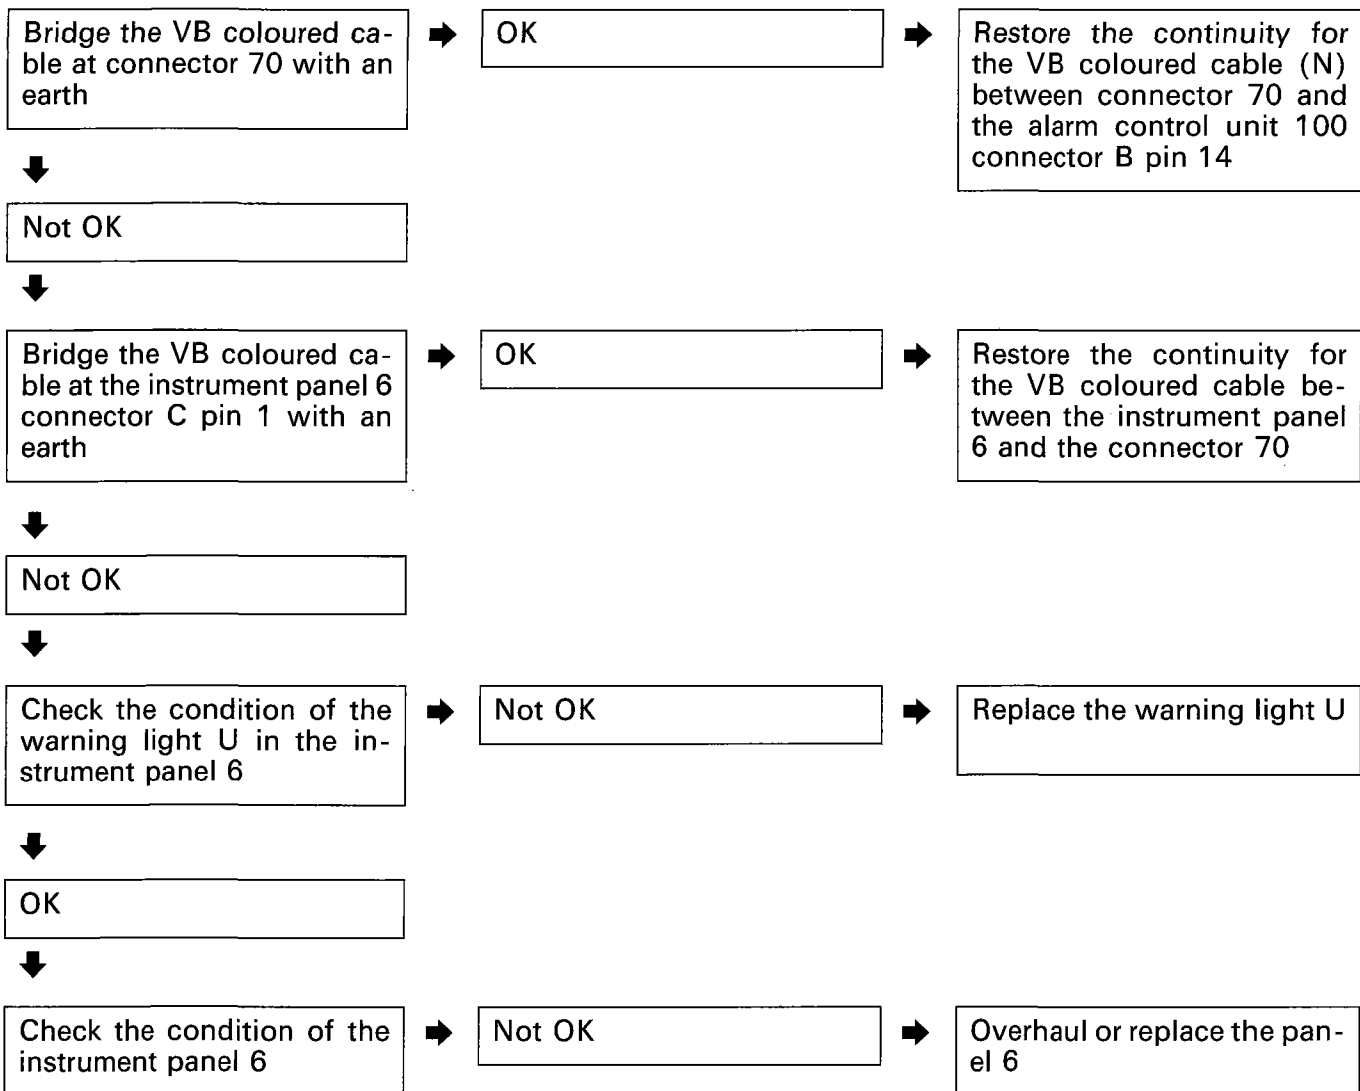 Bridge the VB coloured ca-
ble at connector 70 with an
earth
OK
Restore the continuity for
the VB coloured cable (N)
between connector 70 and
the alarm control unit 100
connector B pin 14
Not OK
Bridge the VB coloured ca-
ble at the instrument panel 6
connector C pin 1 with an
earth
OK
Restore the continuity for
the VB coloured cable be-
tween the instrument panel
6 and the connector 70
Not OK
Check the condition of the
warning light U in the in-
strument panel 6
Not OK
Replace the warning light U
OK
Check the condition of the
instrument panel 6
Not OK
Overhaul or replace the pan-
el 6